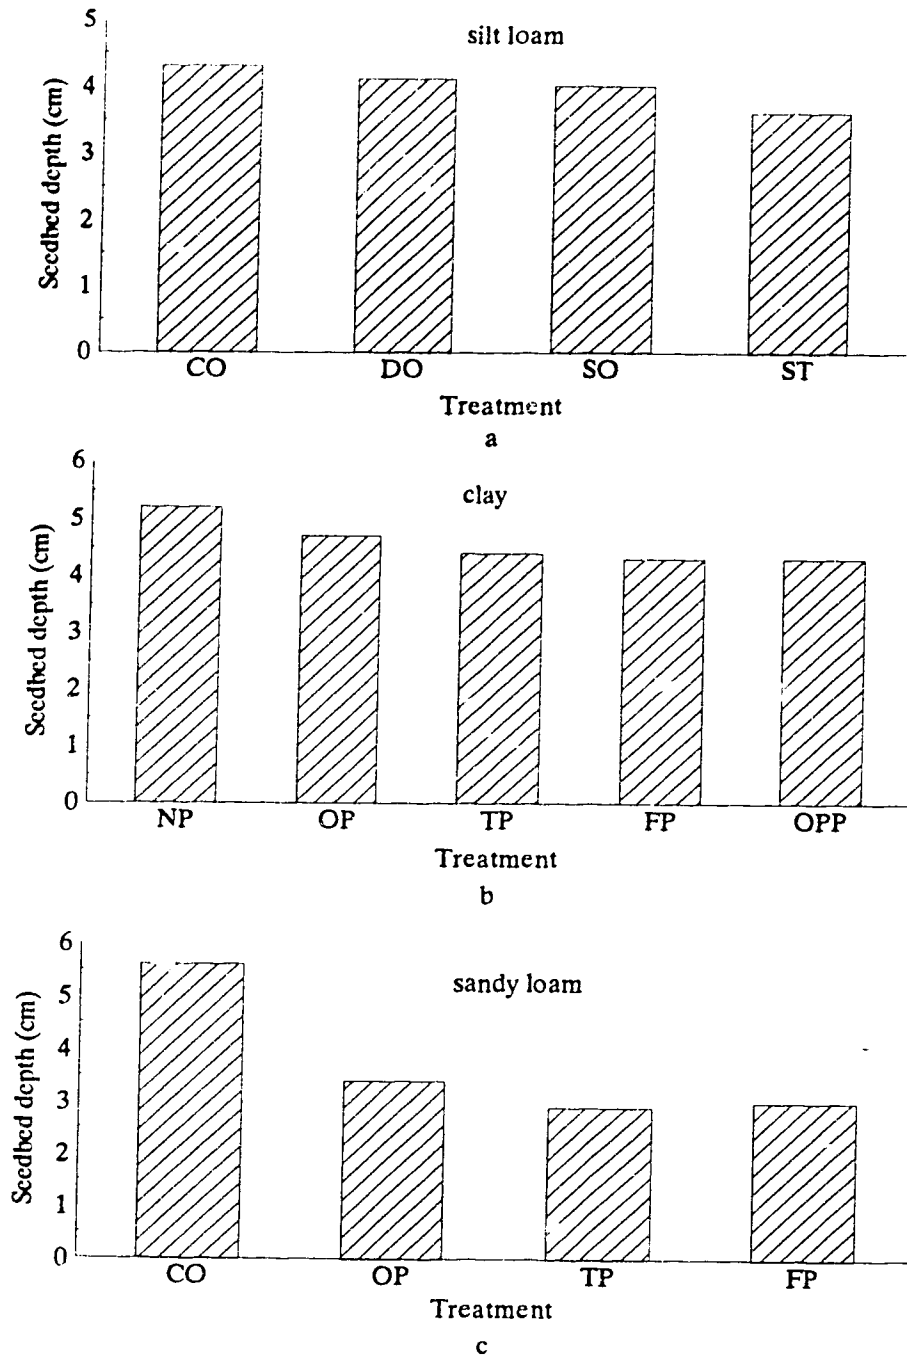 silt loam
Seedbed depth (cm)
5
4
3
2
1
0
CO DO SO ST
Treatment
a
clay
Seedbed depth (cm)
6
5
4
3
2
1
0
NP OP TP FP OPP
Treatment
b
sandy loam
Seedbed depth (cm)
6
5
4
3
2
1
0
CO OP TP FP
Treatment
c